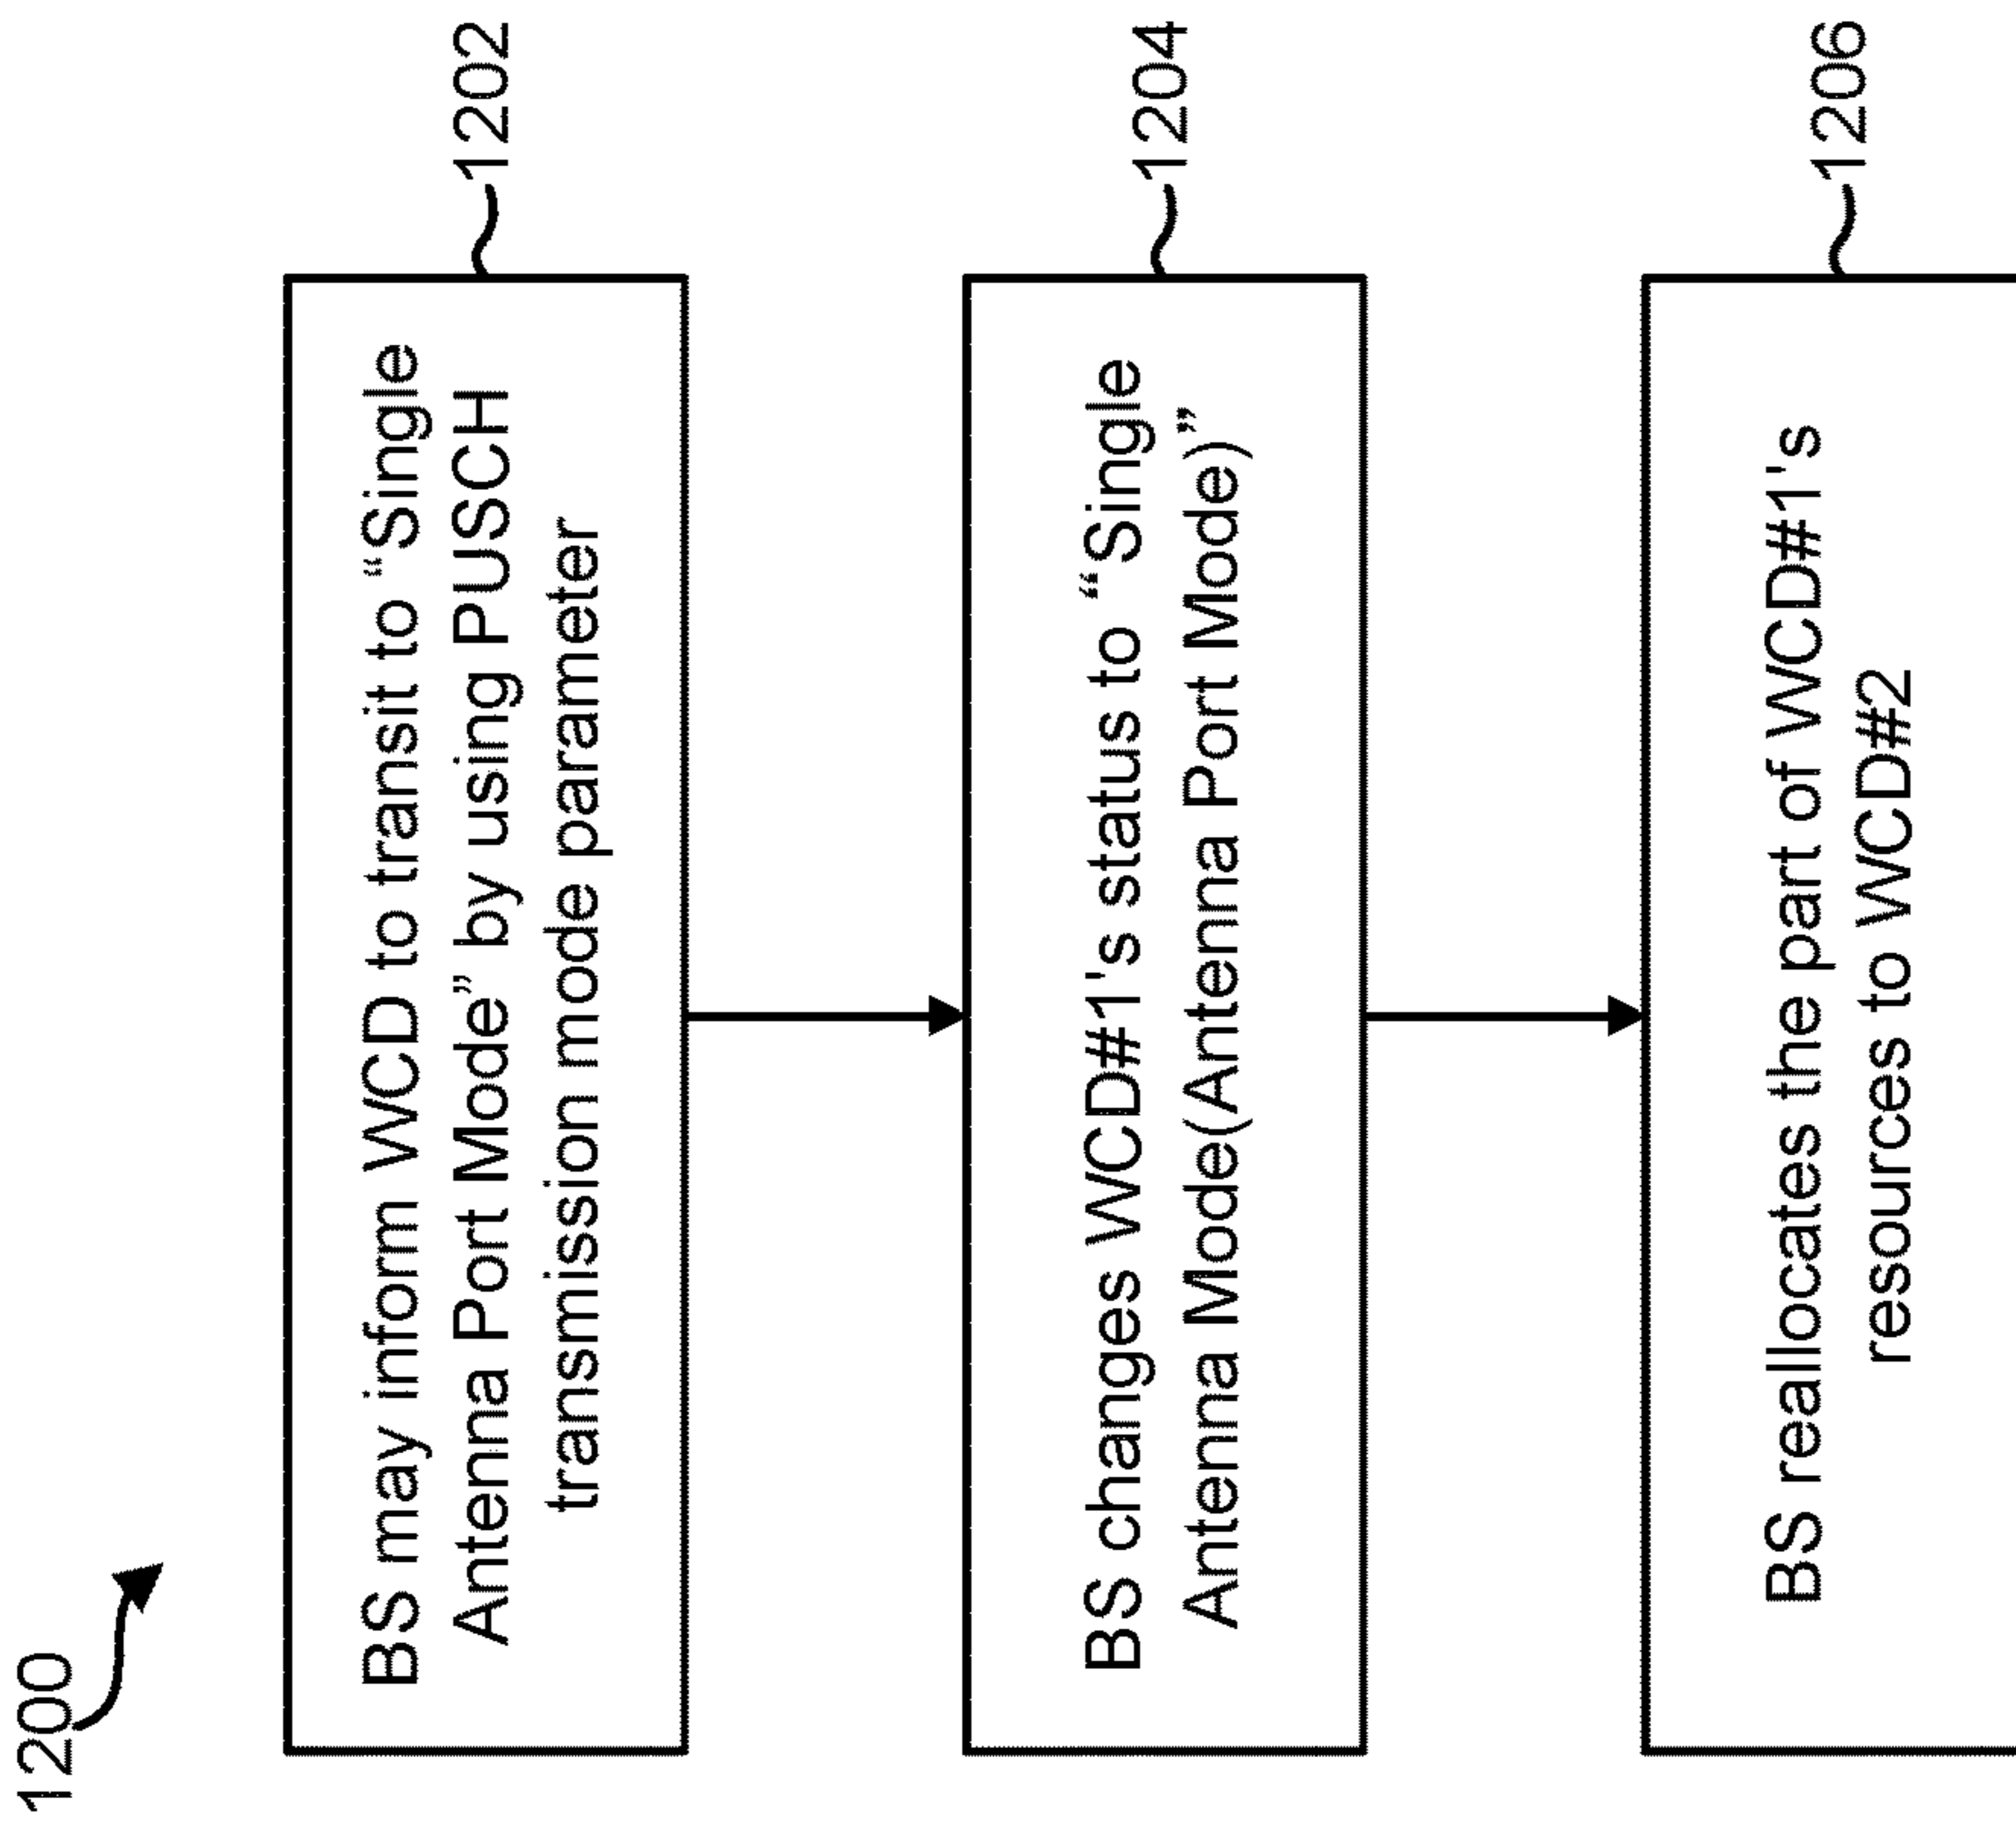 1200
BS may inform WCD to transit to “Single
Antenna Port Mode” by using PUSCH
transmission mode parameter
1202
BS changes WCD#1's status to “Single
Antenna Mode(Antenna Port Mode)”
1204
BS reallocates the part of WCD#1's
resources to WCD#2
1206